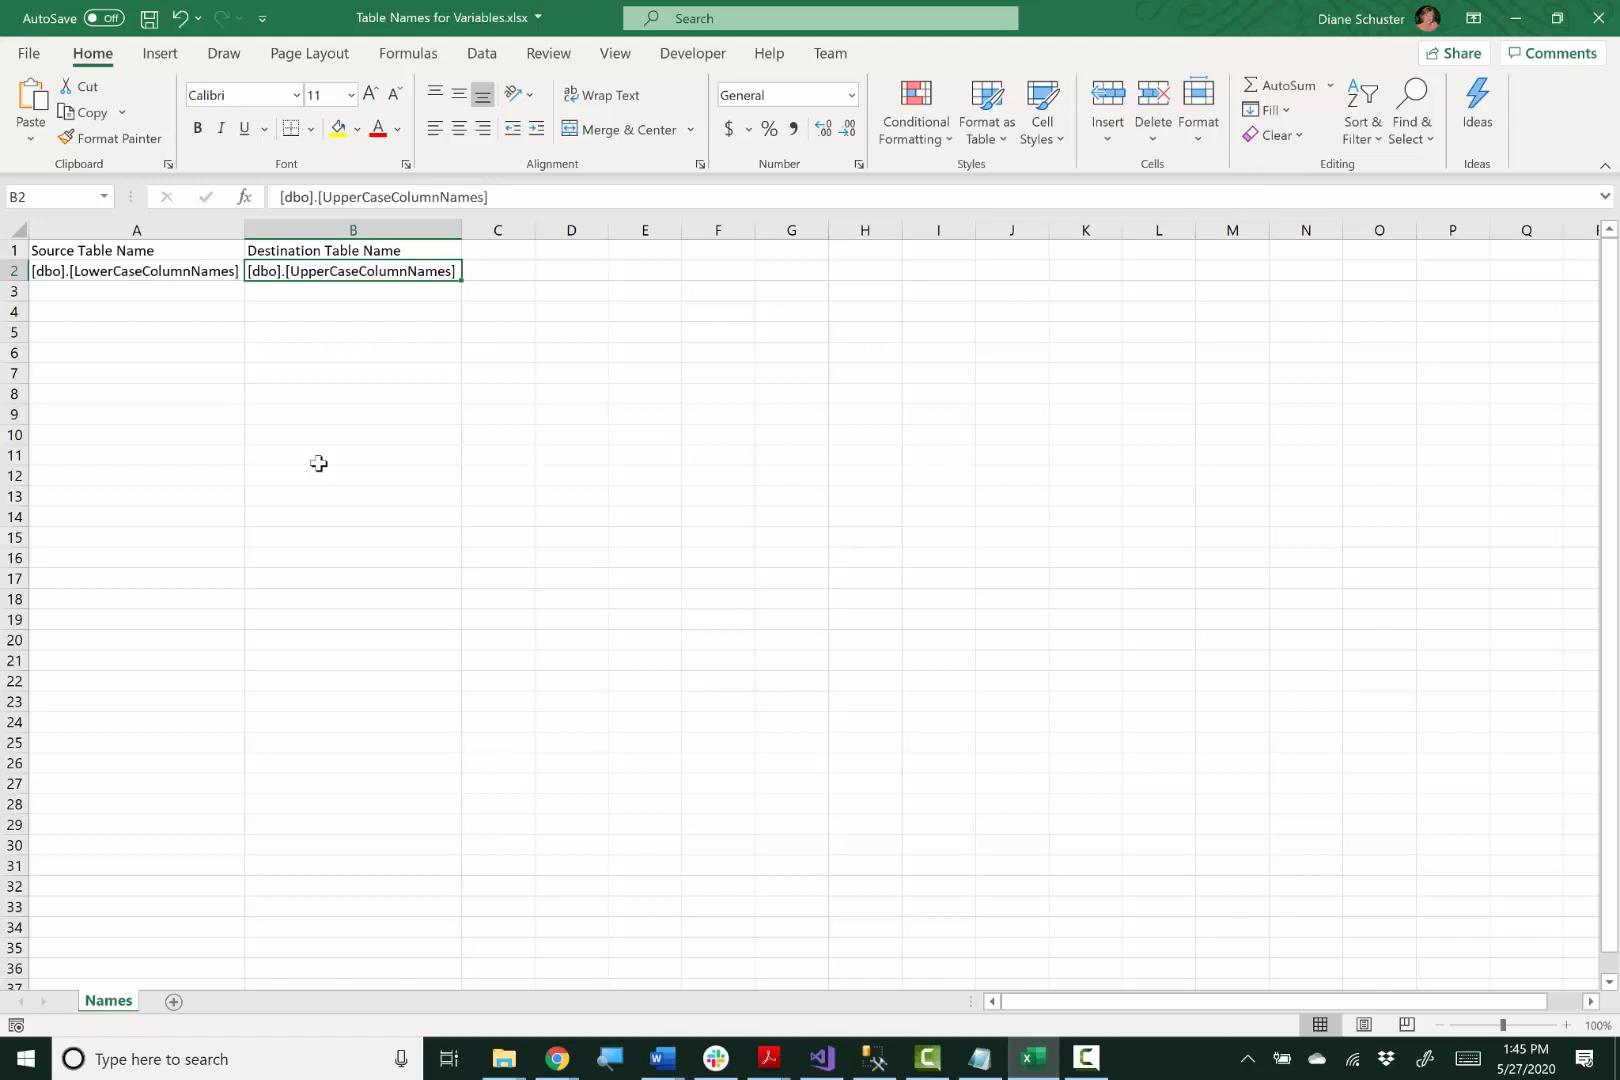 AutoSave Off
Table Names for Variables.xlsx
Search
Diane Schuster
File Home Insert Draw Page Layout Formulas Data Review View Developer Help Team
Share Comments
Paste
Cut
Copy
Format Painter
Clipboard
Calibri 11 A A
B I U A
Font
ab Wrap Text
Merge & Center
Alignment
General
$ % , .00
Number
Conditional Formatting
Format as Table
Cell Styles
Styles
Insert Delete Format
Cells
AutoSum
Fill
Clear
Sort & Filter
Find & Select
Editing
Ideas
Ideas
B2 fx [dbo].[UpperCaseColumnNames]
A B C D E F G H I J K L M N O P Q
1 Source Table Name Destination Table Name
2 [dbo].[LowerCaseColumnNames] [dbo].[UpperCaseColumnNames]
3
4
5
6
7
8
9
10
11
12
13
14
15
16
17
18
19
20
21
22
23
24
25
26
27
28
29
30
31
32
33
34
35
36
37
Names
100%
Type here to search
1:45 PM
5/27/2020